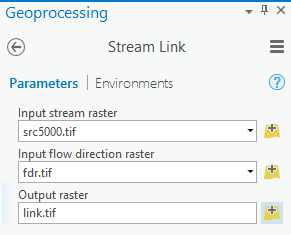 Geoprocessing
Stream Link
Parameters | Environments
Input stream raster
src5000.tif
Input flow direction raster
fdr.tif
Output raster
link.tif